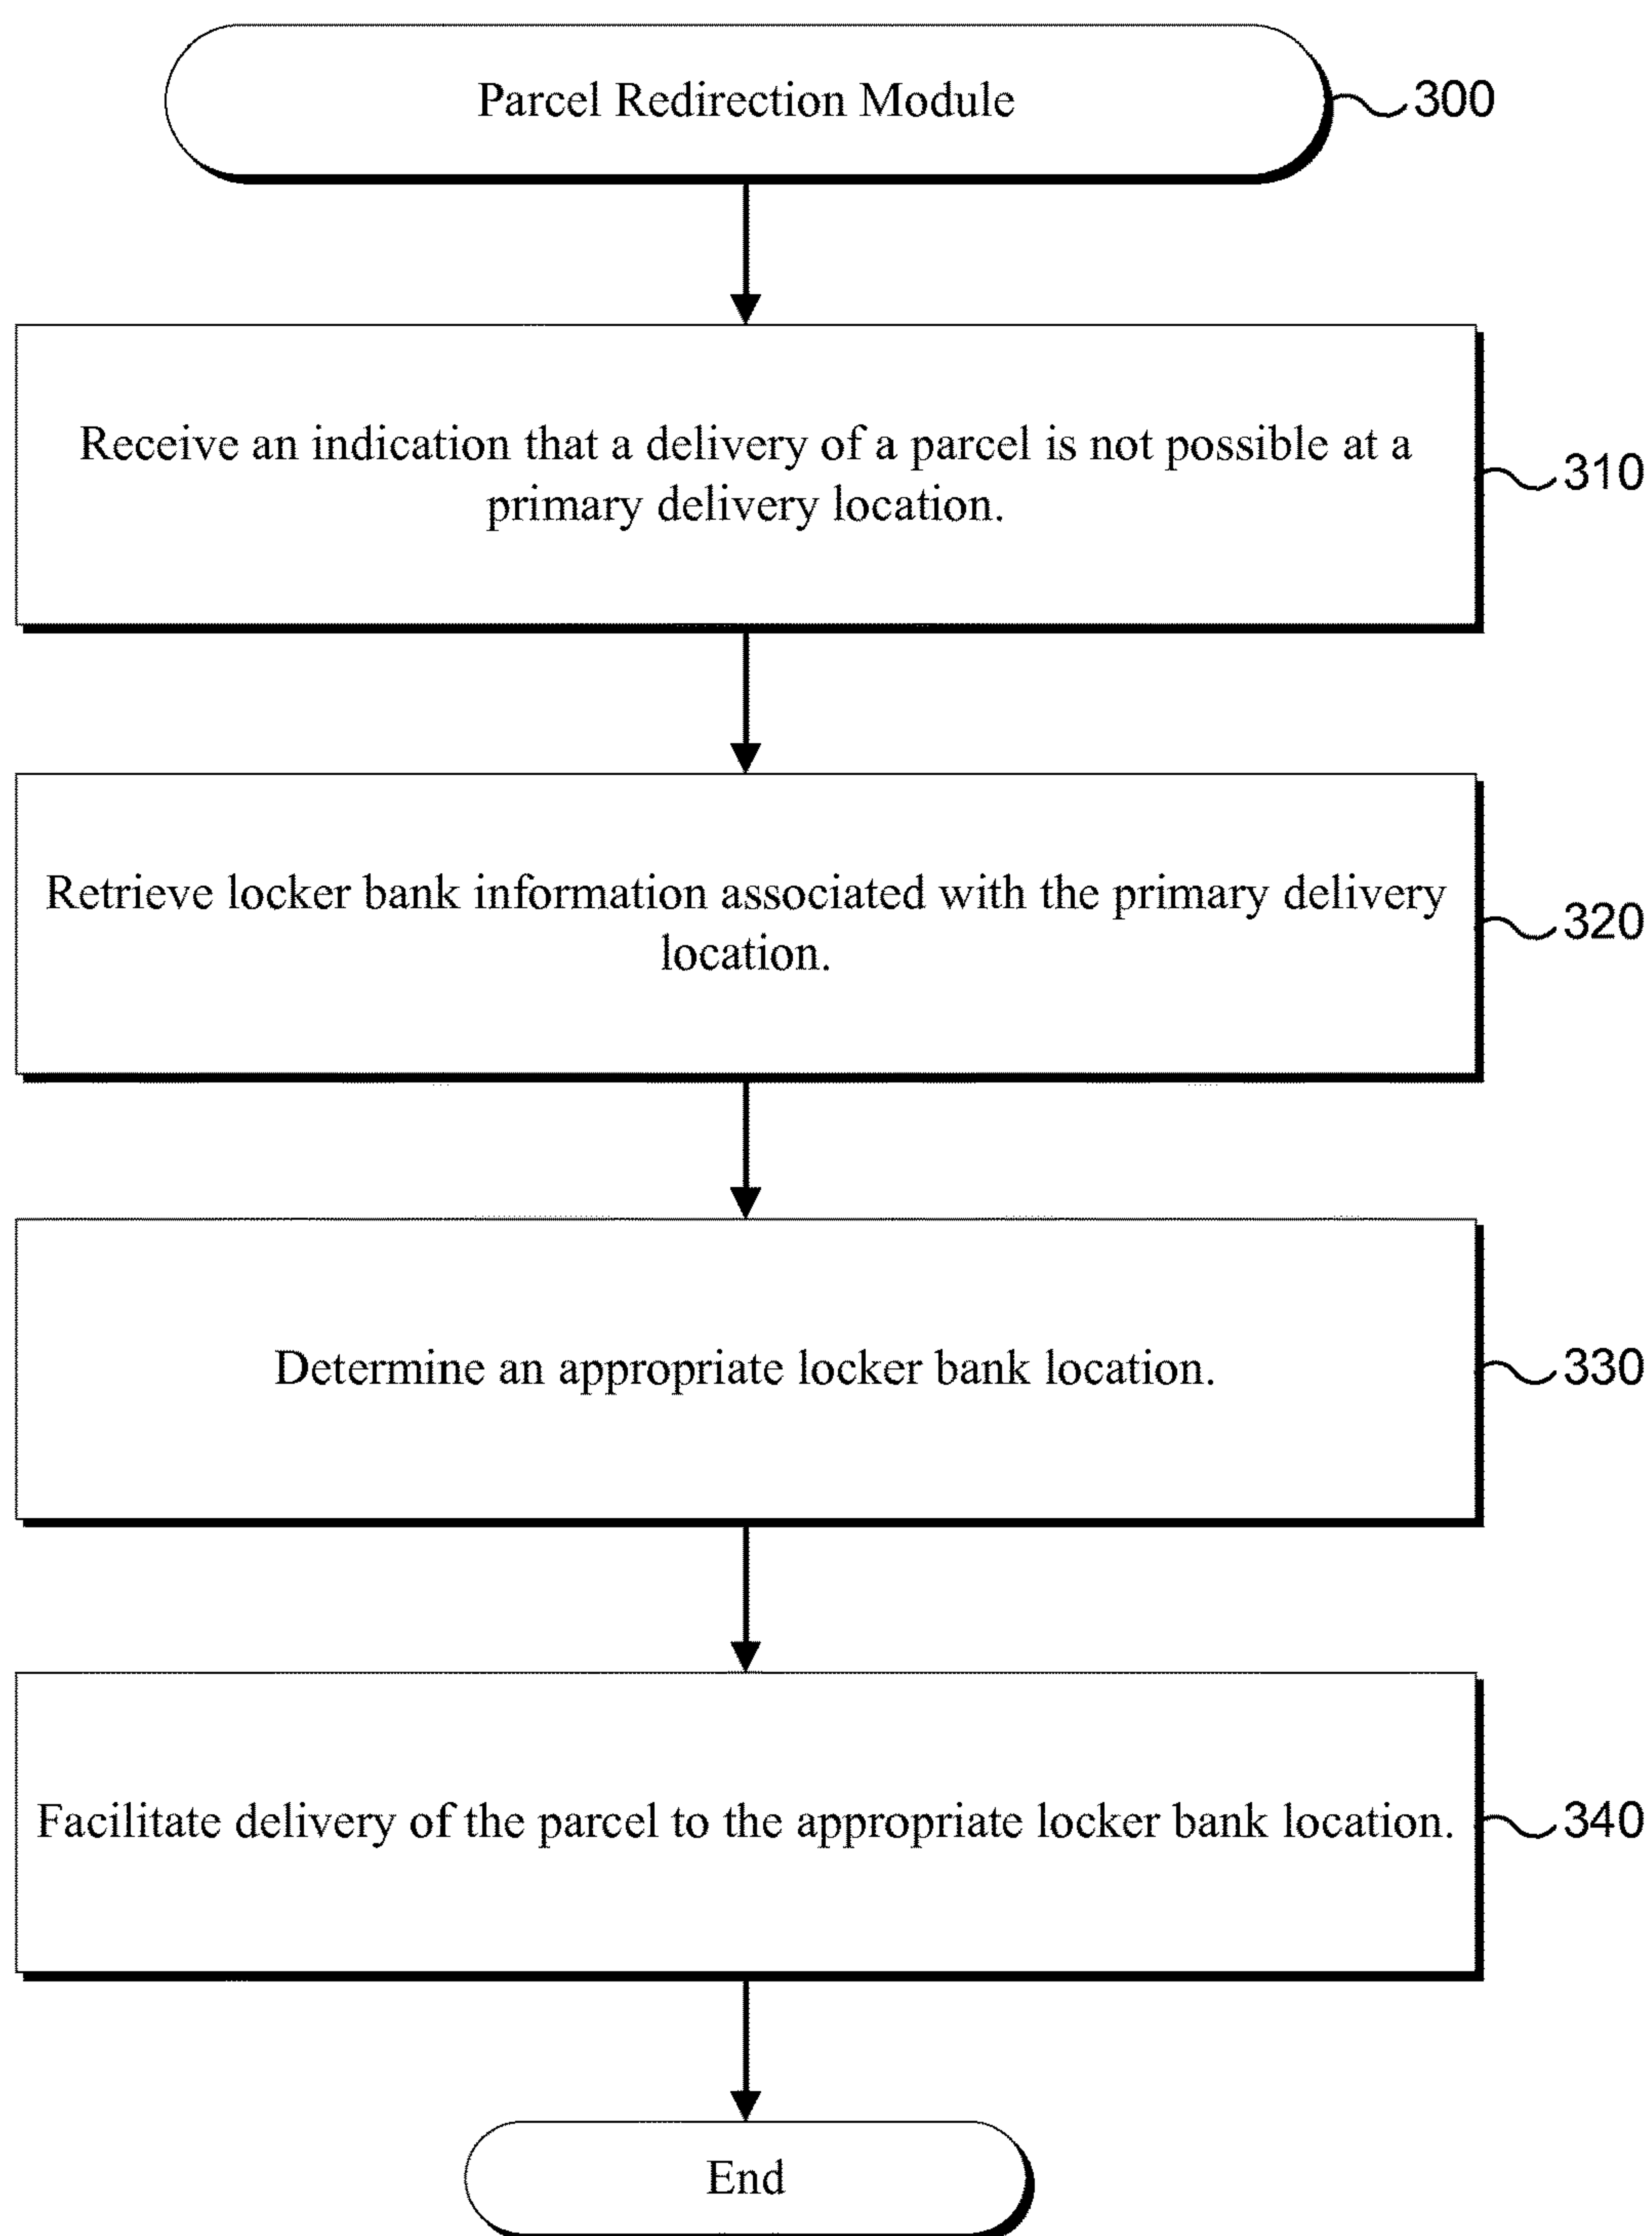 Parcel Redirection Module
300
Receive an indication that a delivery of a parcel is not possible at a
primary delivery location.
310
Retrieve locker bank information associated with the primary delivery
location.
320
Determine an appropriate locker bank location.
330
Facilitate delivery of the parcel to the appropriate locker bank location.
340
End